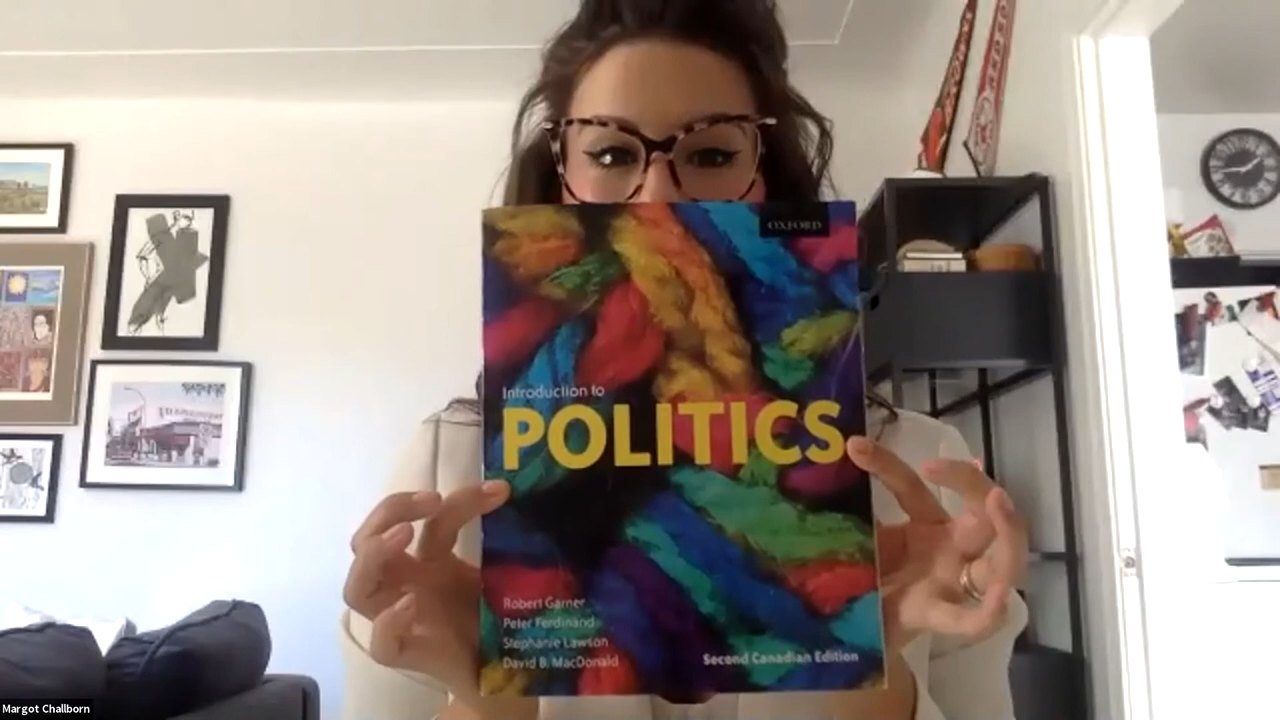 OXFORD
Introduction to
POLITICS
Robert Garner
Peter Ferdinand
Stephanie Lawson
David B. MacDonald
Second Canadian Edition
Margot Challborn